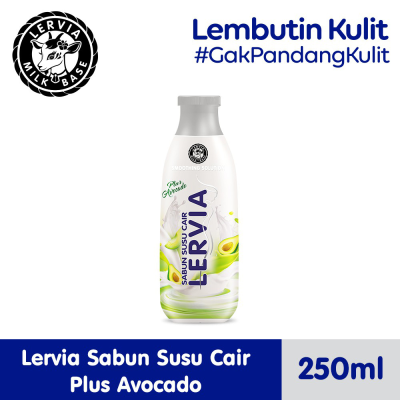 LERVIA
MILK BASE
Lembutin Kulit
#GakPandangKulit
Plus
Avocado
SABUN SUSU CAIR
LERVIA
Lervia Sabun Susu Cair
Plus Avocado
250ml